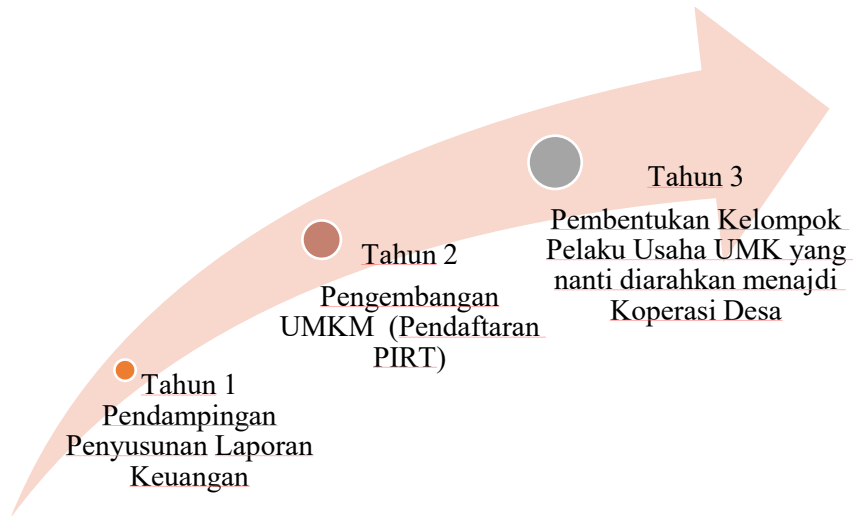 Tahun 1
Pendampingan
Penyusunan Laporan
Keuangan
Tahun 2
Pengembangan
UMKM (Pendaftaran
PIRT)
Tahun 3
Pembentukan Kelompok
Pelaku Usaha UMK yang
nanti diarahkan menajdi
Koperasi Desa